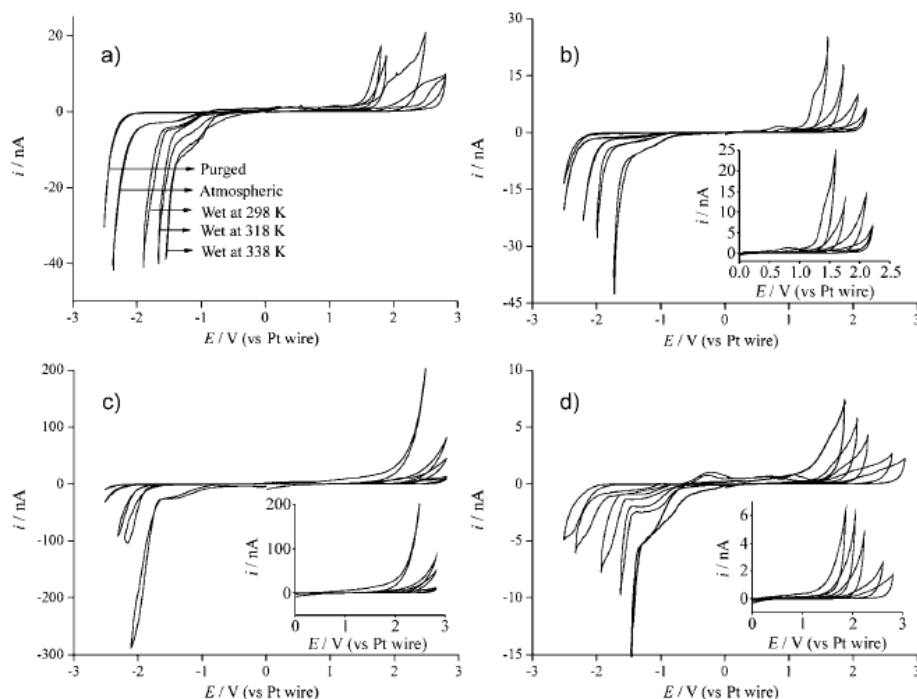 a)
20
0
-20
-40
i / nA
Purged
Atmospheric
Wet at 298 K
Wet at 318 K
Wet at 338 K
-3 -2 -1 0 1 2 3
E / V (vs Pt wire)
b)
30
15
0
-15
-30
-45
i / nA
-3 -2 -1 0 1 2 3
E / V (vs Pt wire)
25
20
15
10
5
0
i / nA
0.0 0.5 1.0 1.5 2.0 2.5
E / V (vs Pt wire)
c)
200
100
0
-100
-200
-300
i / nA
-3 -2 -1 0 1 2 3
E / V (vs Pt wire)
200
100
0
i / nA
0 1 2 3
E / V (vs Pt wire)
d)
10
5
0
-5
-10
-15
i / nA
-3 -2 -1 0 1 2 3
E / V (vs Pt wire)
6
4
2
0
i / nA
0 1 2 3
E / V (vs Pt wire)